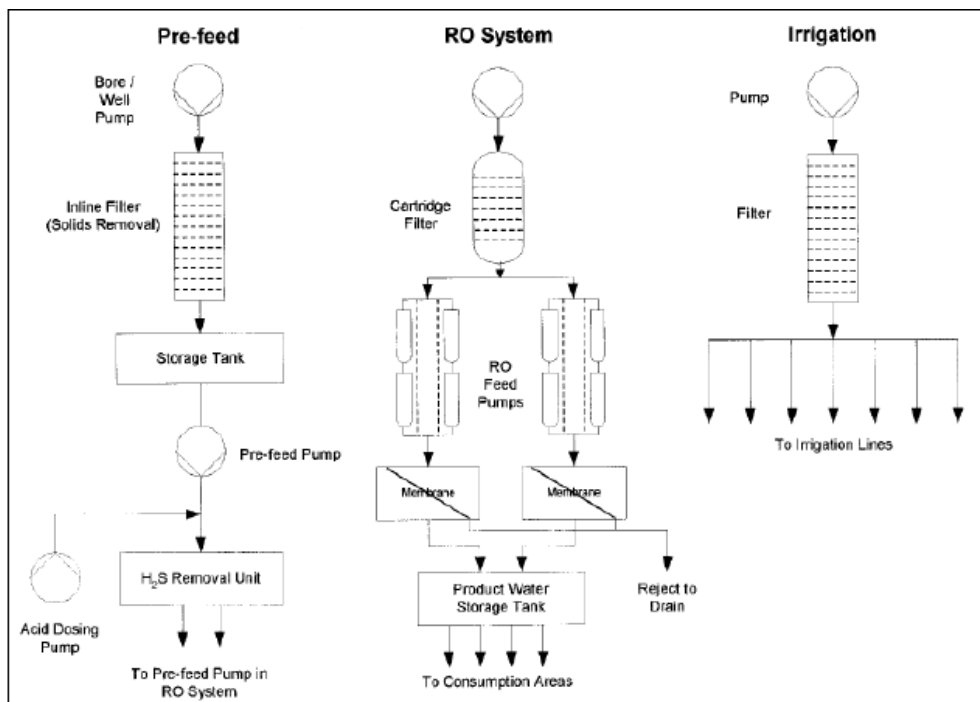 Pre-feed
Bore /
Well
Pump
Inline Filter
(Solids Removal)
Storage Tank
Pre-feed Pump
H₂S Removal Unit
Acid Dosing
Pump
To Pre-feed Pump in
RO System
RO System
Cartridge
Filter
RO
Feed
Pumps
Membrane
Membrane
Product Water
Storage Tank
Reject to
Drain
To Consumption Areas
Irrigation
Pump
Filter
To Irrigation Lines